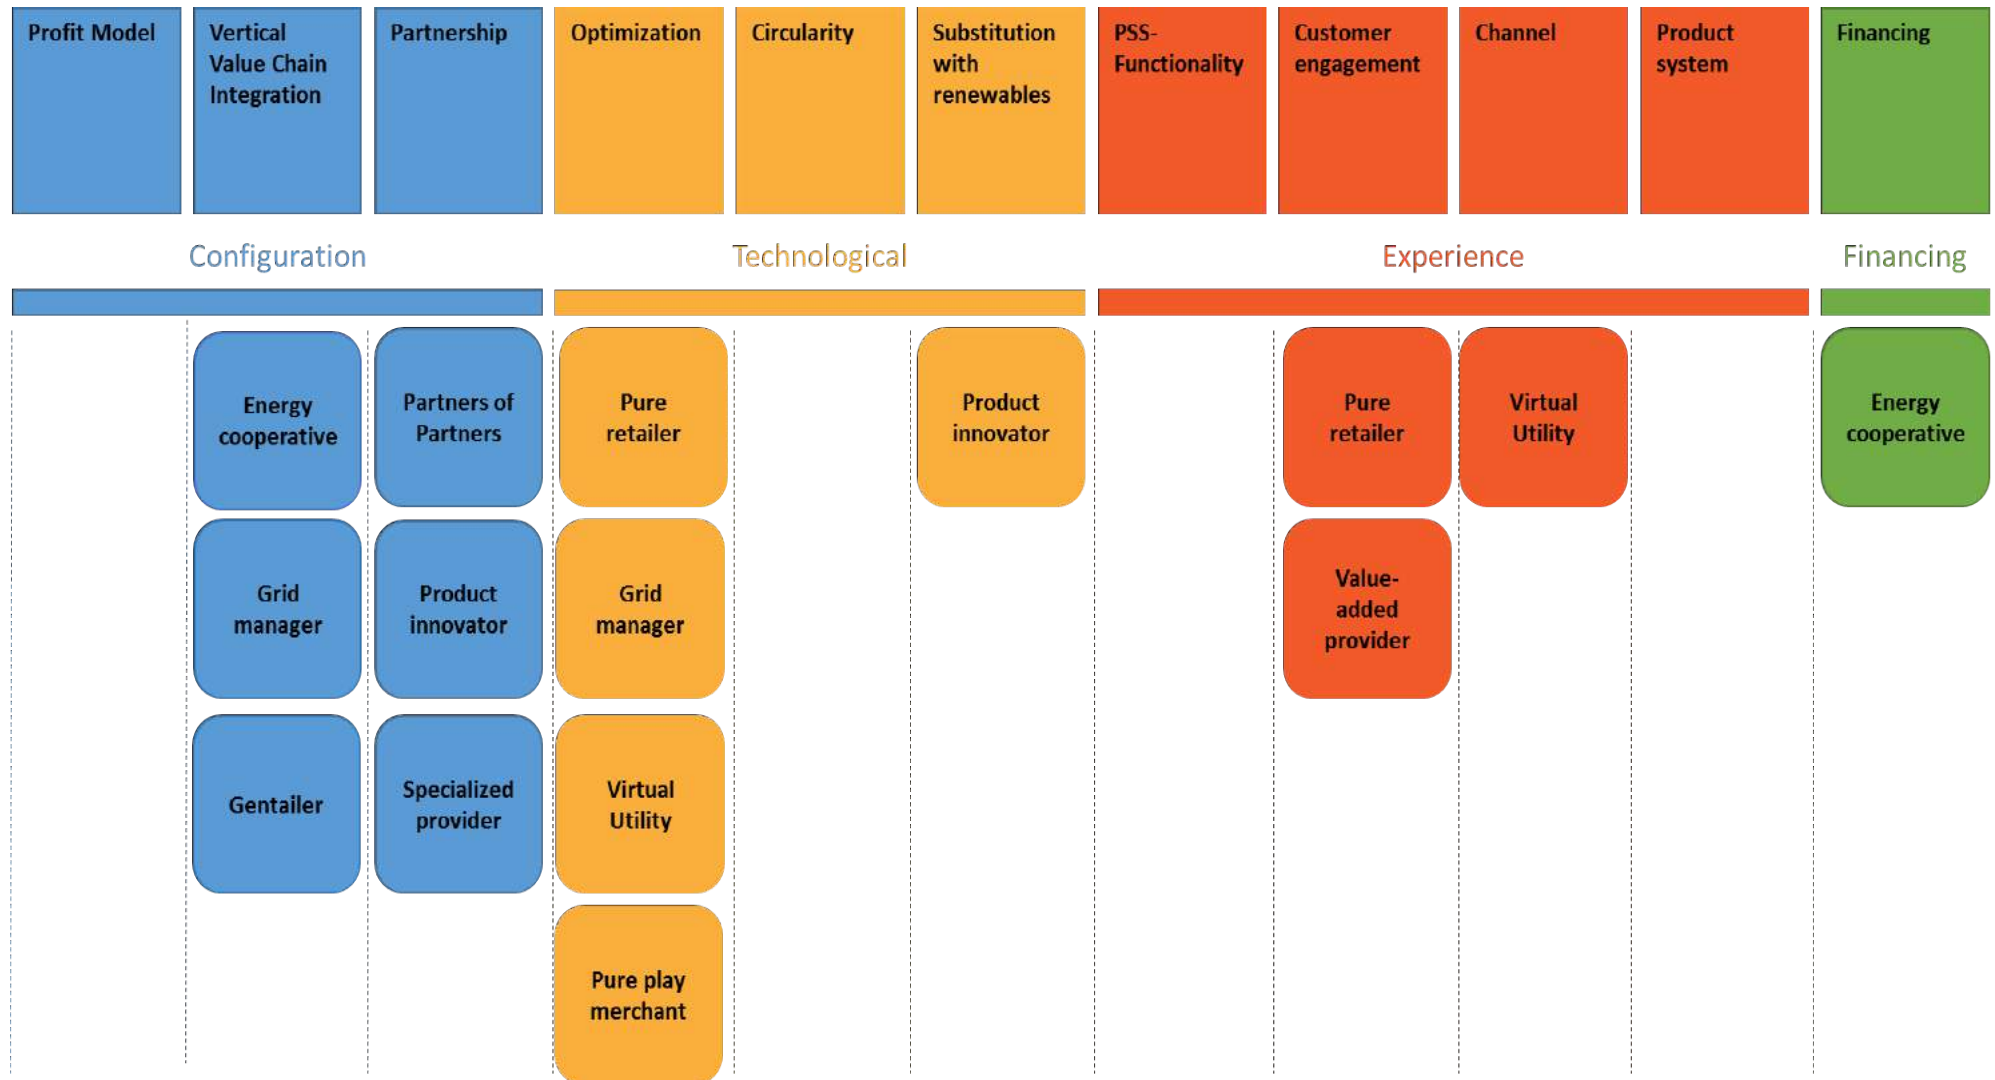 Profit Model
Vertical
Value Chain
Integration
Partnership
Optimization
Circularity
Substitution
with
renewables
PSS-
Functionality
Customer
engagement
Channel
Product
system
Financing
Configuration
Technological
Experience
Financing
Energy
cooperative
Partners of
Partners
Pure
retailer
Product
innovator
Pure
retailer
Virtual
Utility
Energy
cooperative
Grid
manager
Product
innovator
Grid
manager
Value-
added
provider
Gentailer
Specialized
provider
Virtual
Utility
Pure play
merchant